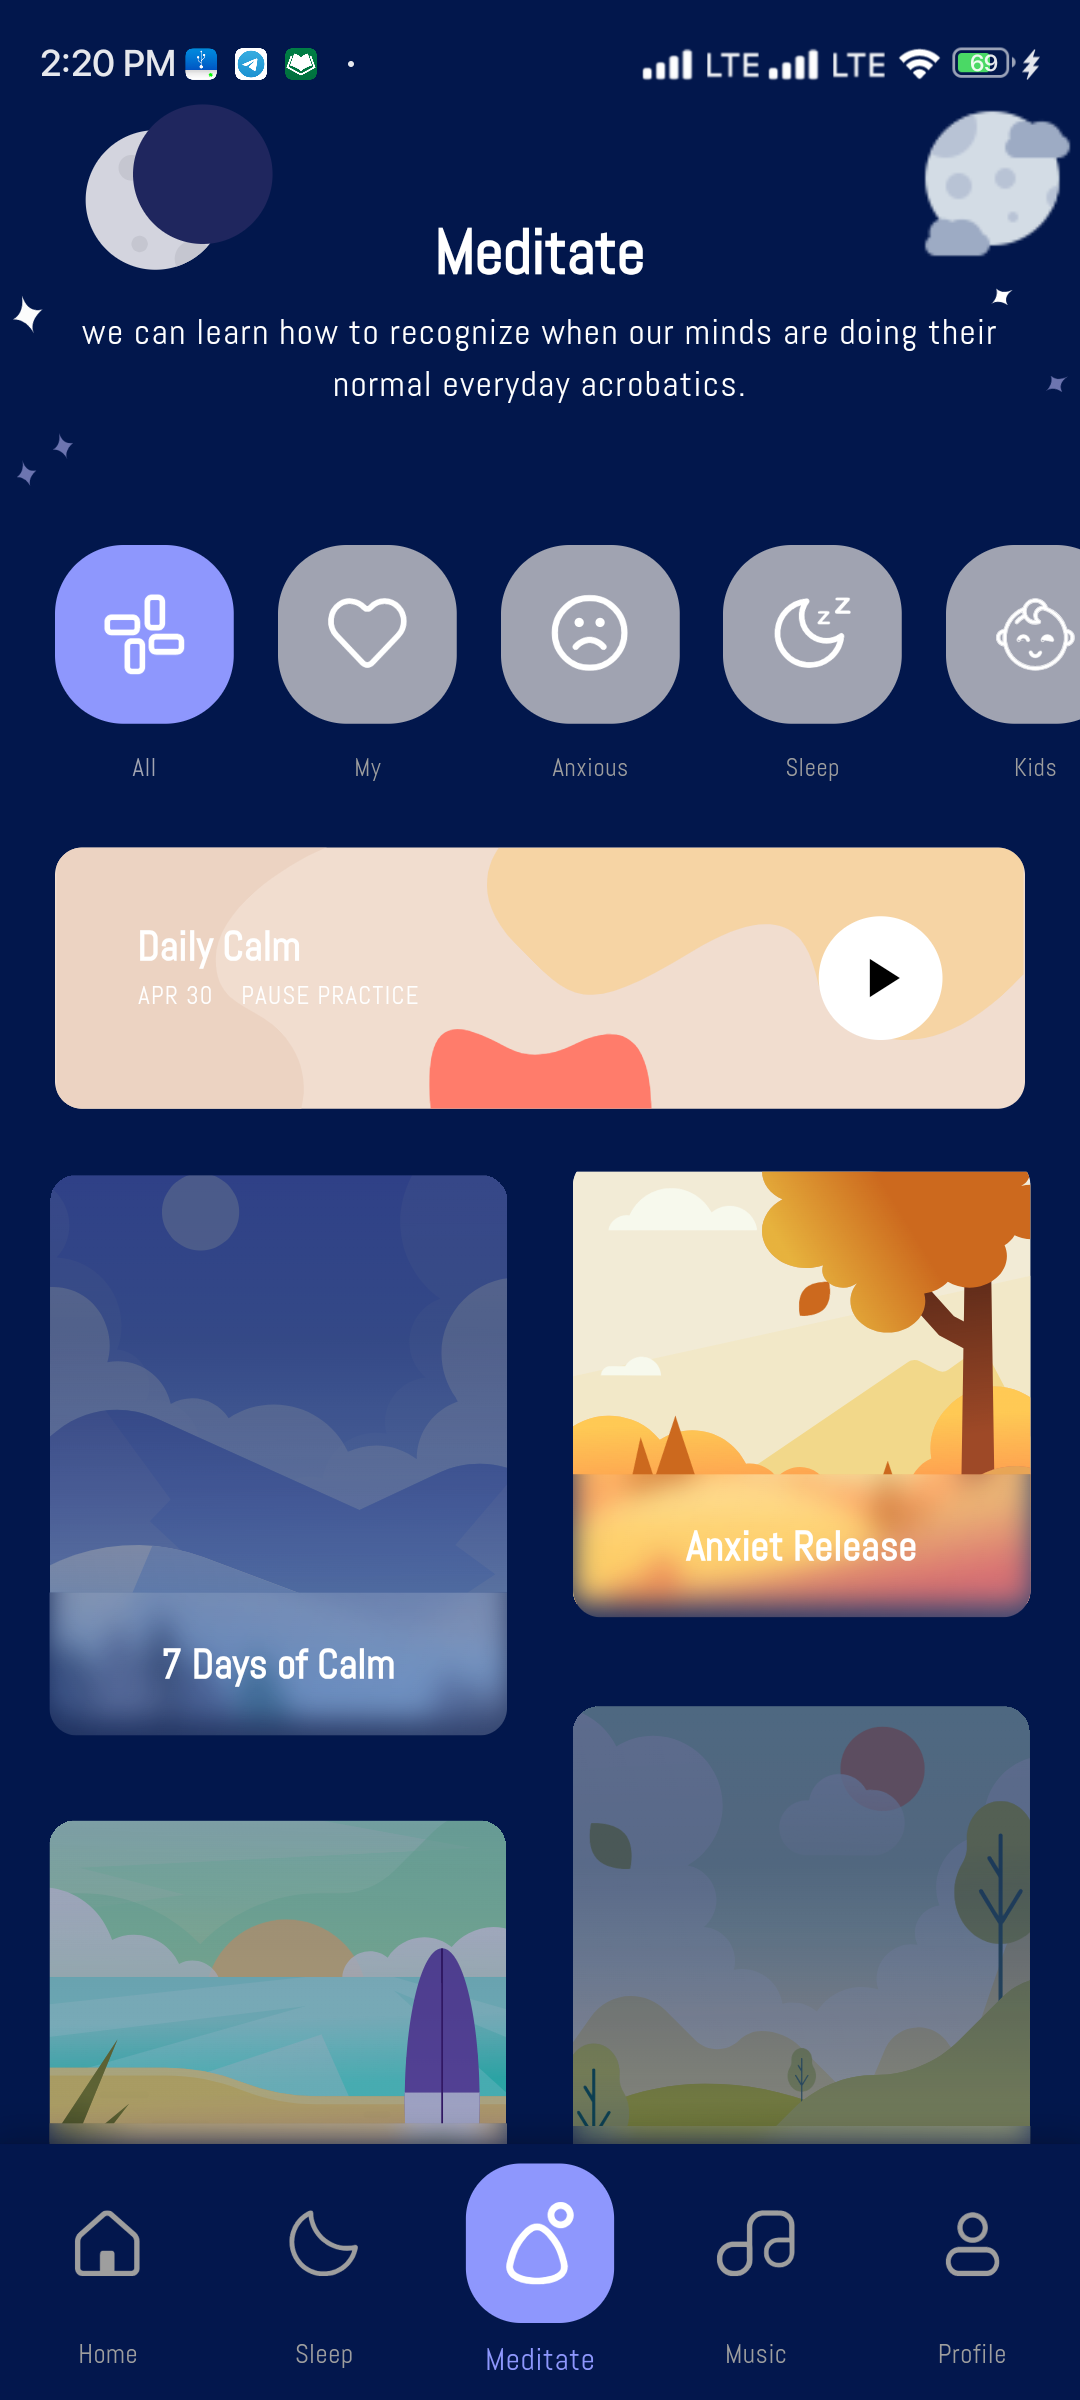 2:20 PM
LTE LTE 69
Meditate
we can learn how to recognize when our minds are doing their
normal everyday acrobatics.
z z
All My Anxious Sleep Kids
Daily Calm
APR 30 PAUSE PRACTICE
Anxiet Release
7 Days of Calm
Home Sleep Meditate Music Profile